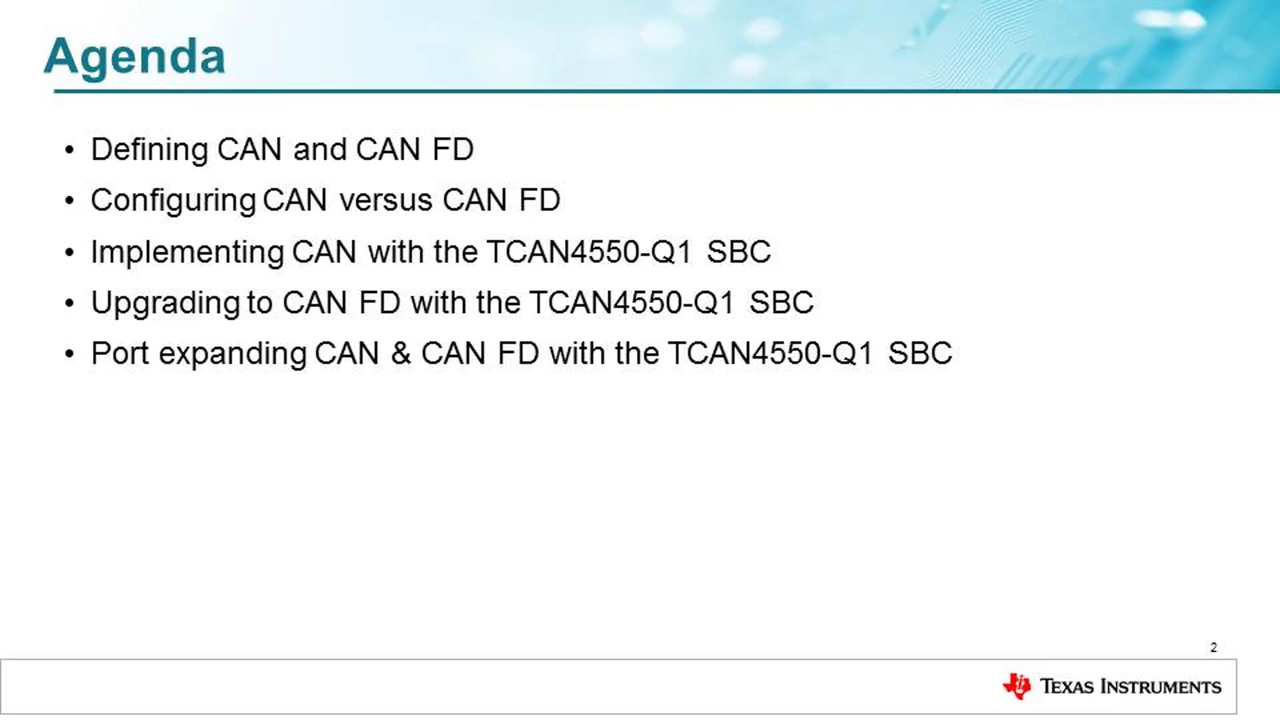 Agenda
• Defining CAN and CAN FD
• Configuring CAN versus CAN FD
• Implementing CAN with the TCAN4550-Q1 SBC
• Upgrading to CAN FD with the TCAN4550-Q1 SBC
• Port expanding CAN & CAN FD with the TCAN4550-Q1 SBC
2
TEXAS INSTRUMENTS